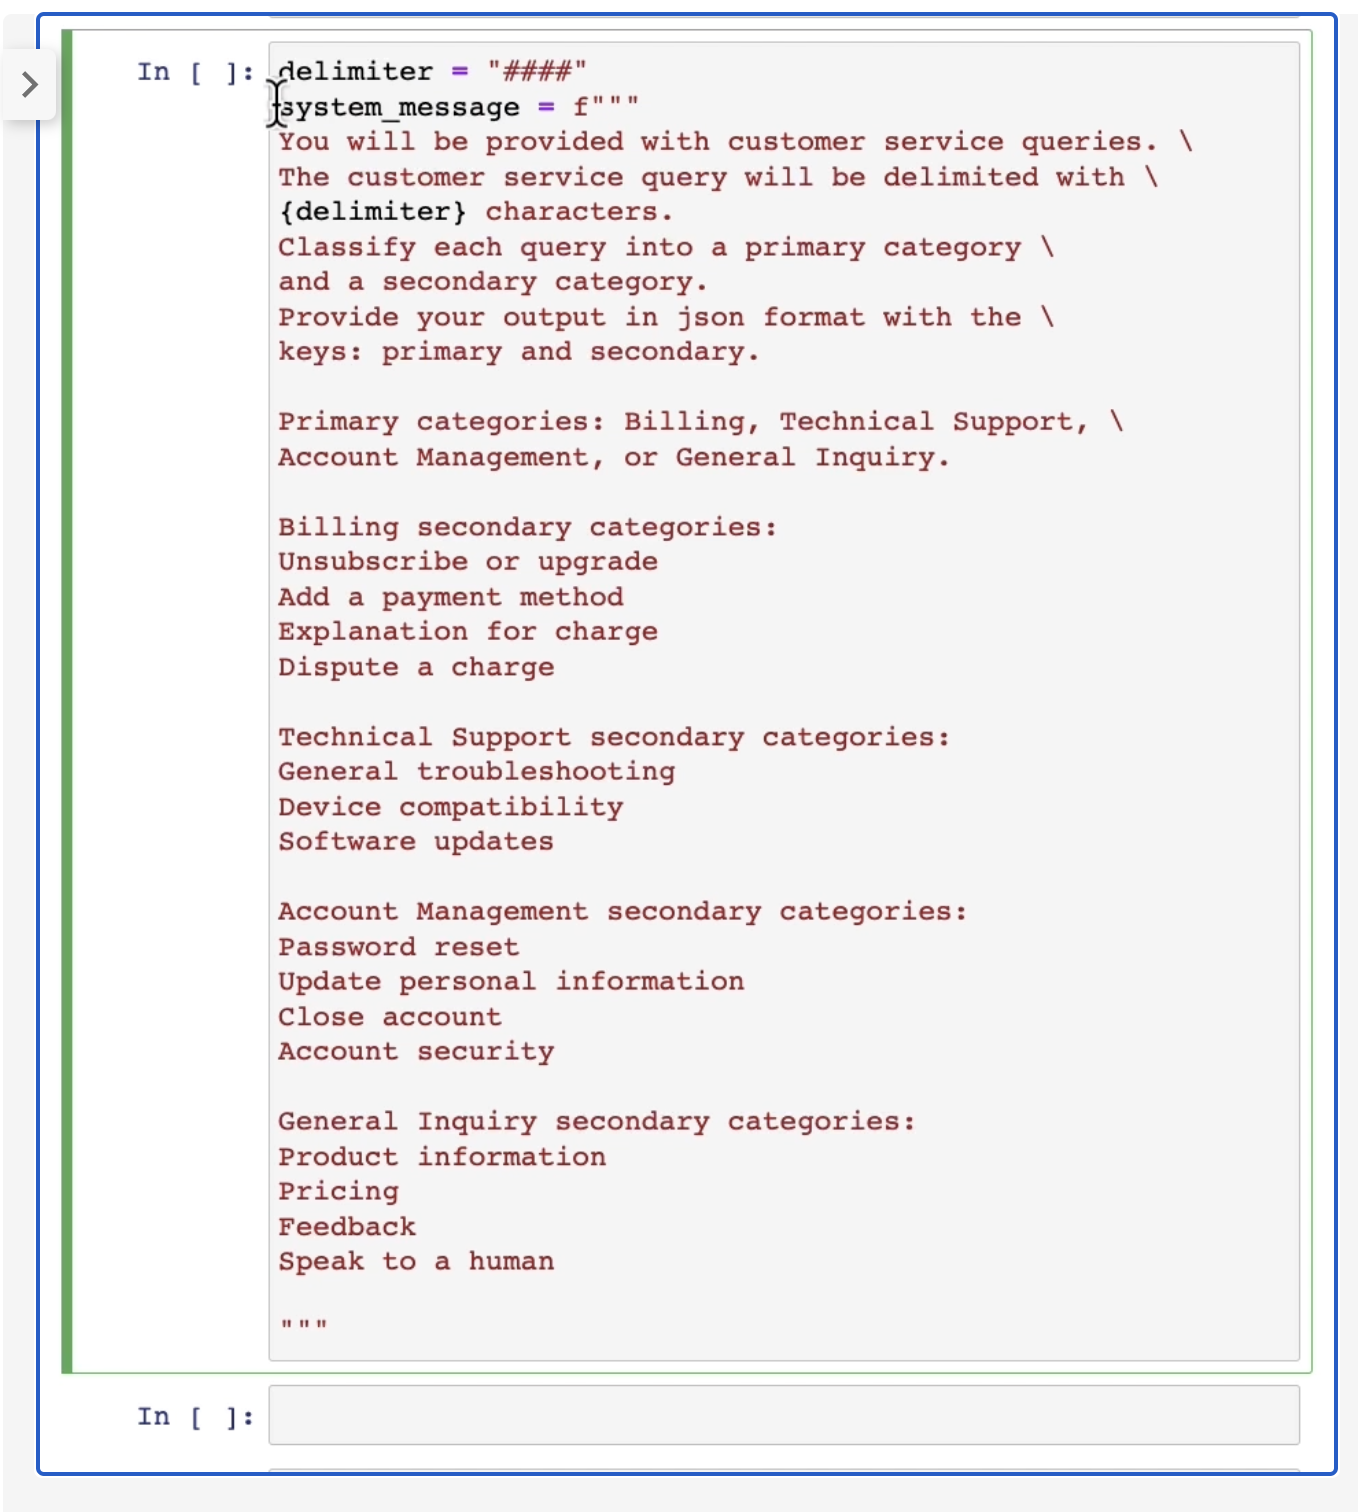 In [ ]:
delimiter = "####"
system_message = f"""
You will be provided with customer service queries. \
The customer service query will be delimited with \
{delimiter} characters.
Classify each query into a primary category \
and a secondary category.
Provide your output in json format with the \
keys: primary and secondary.

Primary categories: Billing, Technical Support, \
Account Management, or General Inquiry.

Billing secondary categories:
Unsubscribe or upgrade
Add a payment method
Explanation for charge
Dispute a charge

Technical Support secondary categories:
General troubleshooting
Device compatibility
Software updates

Account Management secondary categories:
Password reset
Update personal information
Close account
Account security

General Inquiry secondary categories:
Product information
Pricing
Feedback
Speak to a human

"""
In [ ]: